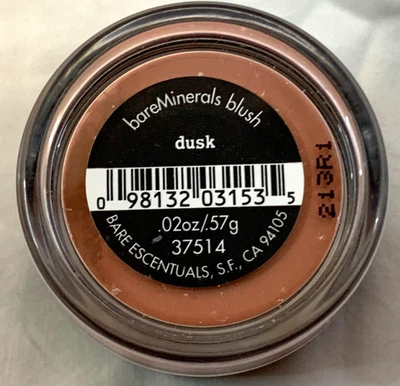 bareMinerals blush
dusk
0 98132 03153 5
.02oz/.57g
37514
BARE ESCENTUALS, S.F., CA 94105
213R1